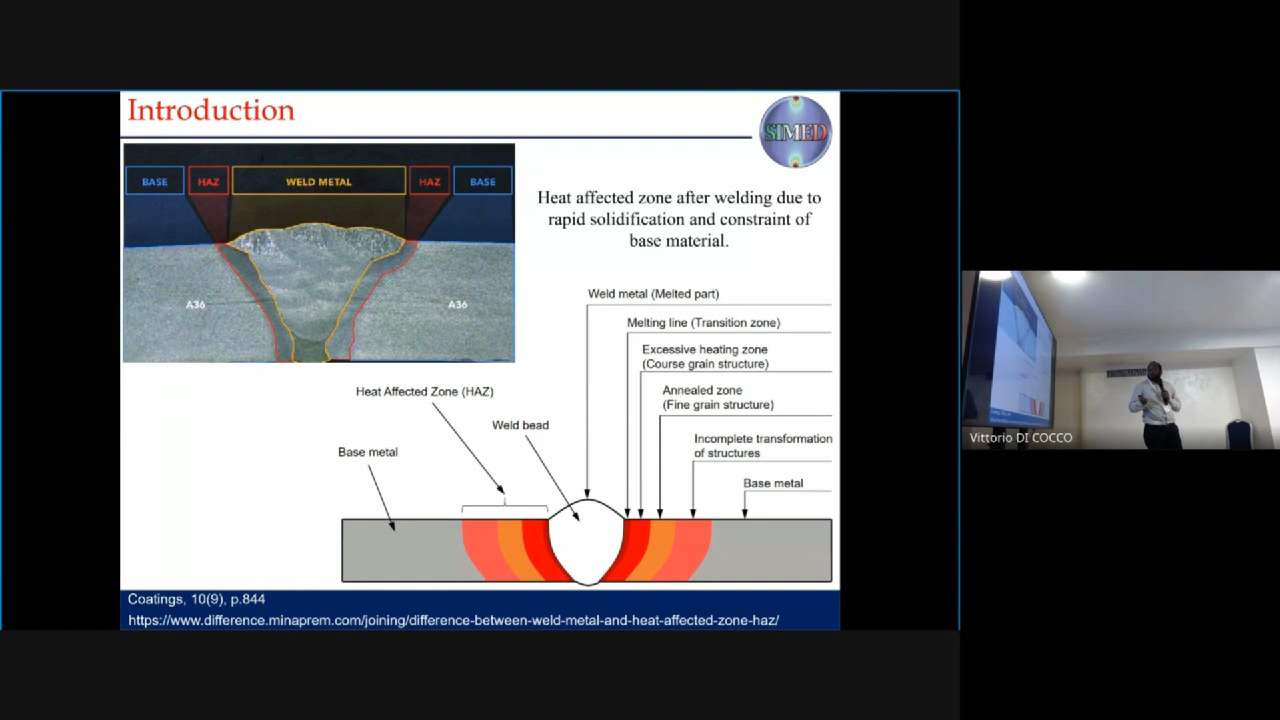 Introduction
SIMED
BASE
HAZ
WELD METAL
HAZ
BASE
A36
A36
Heat affected zone after welding due to
rapid solidification and constraint of
base material.
Weld metal (Melted part)
Melting line (Transition zone)
Excessive heating zone
(Course grain structure)
Annealed zone
(Fine grain structure)
Incomplete transformation
of structures
Base metal
Heat Affected Zone (HAZ)
Weld bead
Base metal
Coatings, 10(9), p.844
https://www.difference.minaprem.com/joining/difference-between-weld-metal-and-heat-affected-zone-haz/
Vittorio DI COCCO